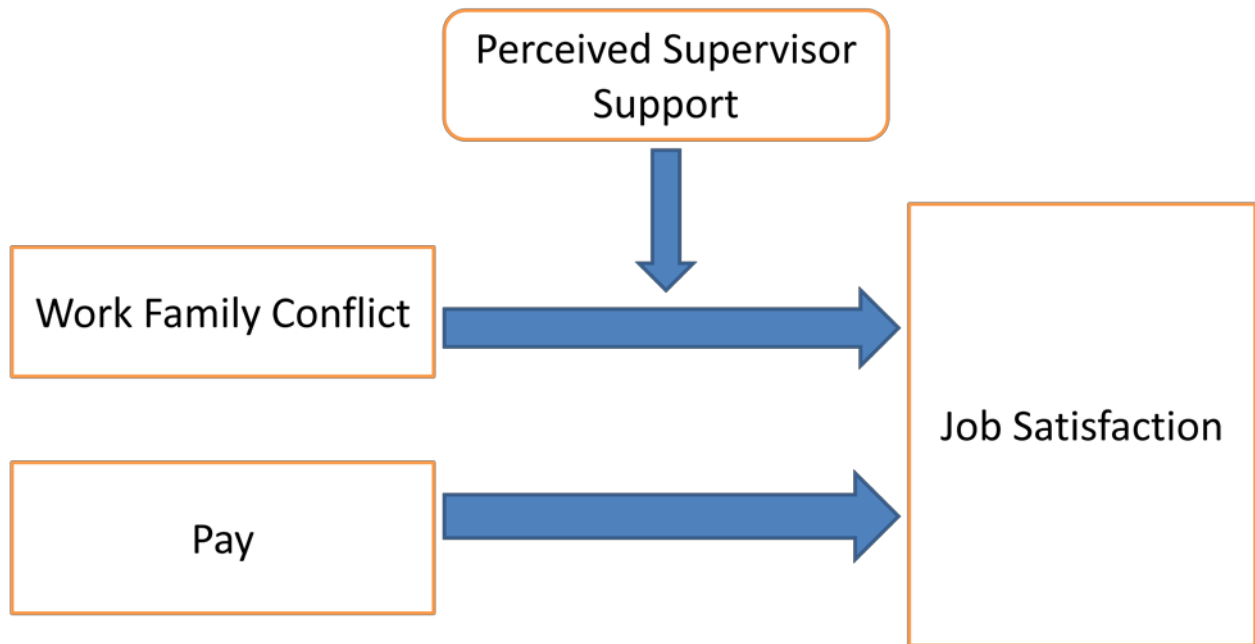 Perceived Supervisor
Support
Work Family Conflict
Job Satisfaction
Pay